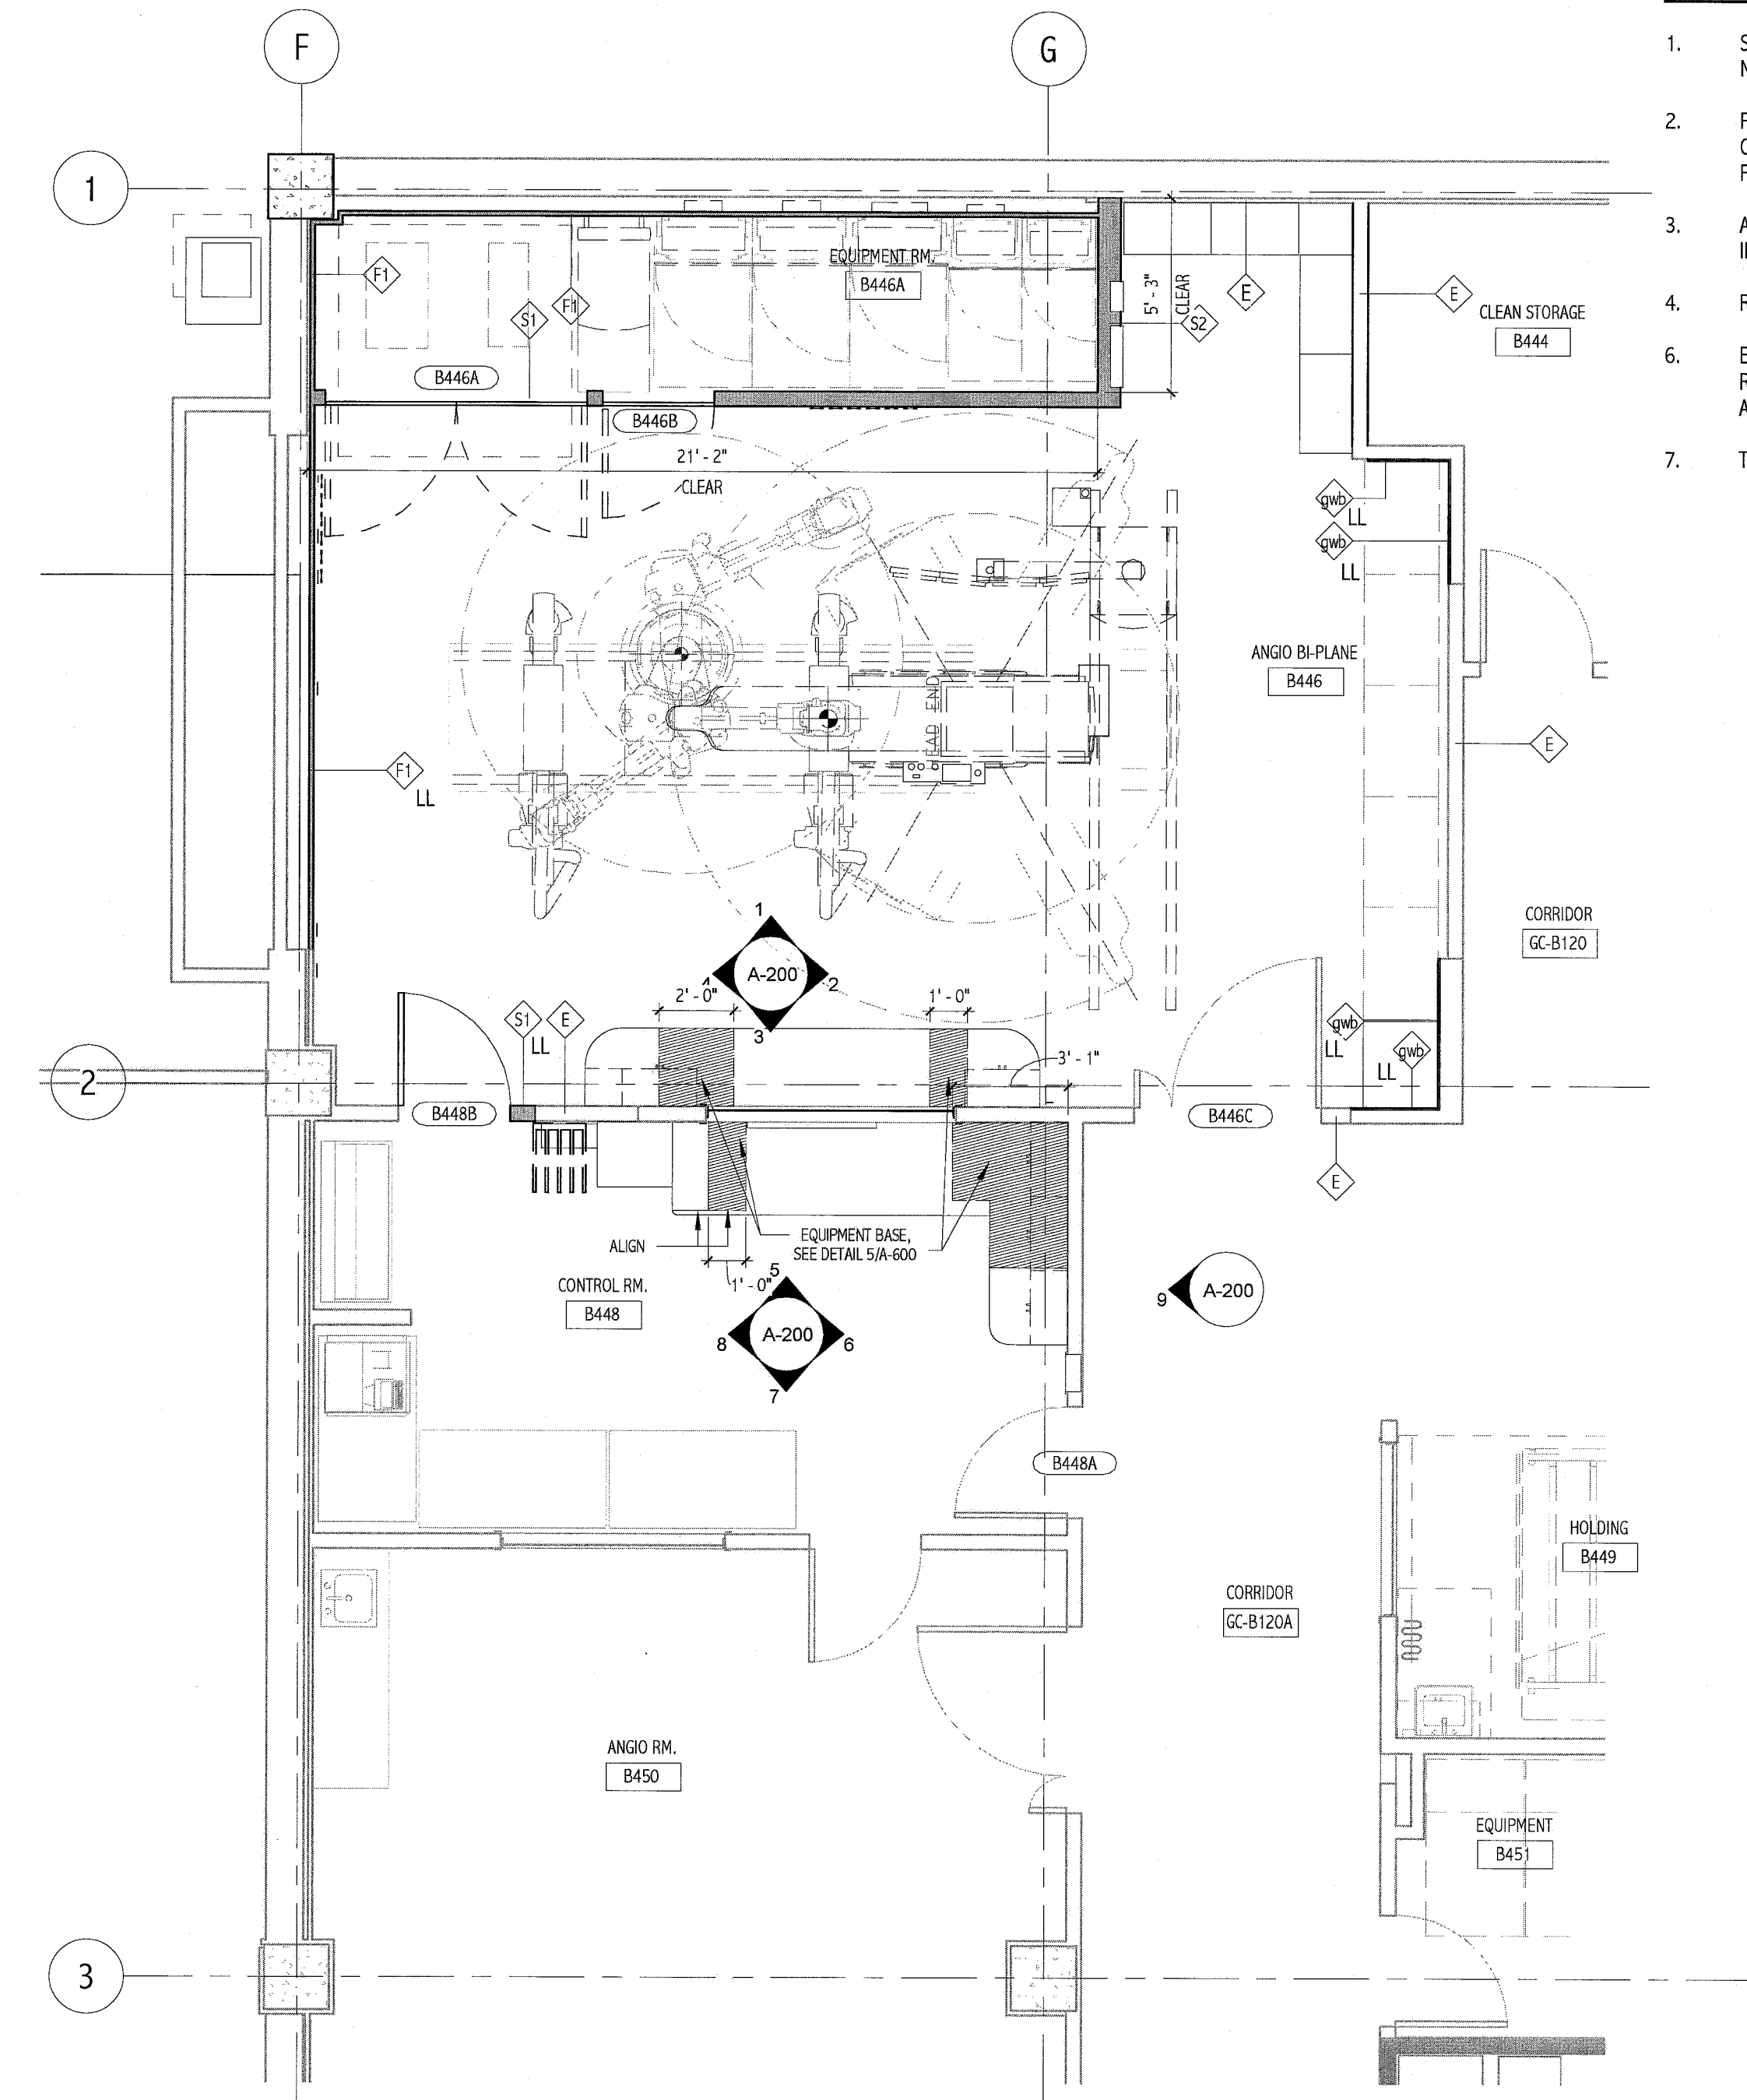 F
G
1
1.
S
N
2.
F
C
F
3.
A
4.
R
6.
E
R
A
7.
T
EQUIPMENT RM.
B446A
F1
F1
S1
5' - 3"
CLEAR
E
S2
E
CLEAN STORAGE
B444
B446A
B446B
21' - 2"
CLEAR
gwb
LL
gwb
LL
ANGIO BI-PLANE
B446
E
F1
LL
CORRIDOR
GC-B120
1
A-200
4
2
3
2' - 0"
1' - 0"
S1
LL
E
3' - 1"
gwb
LL
gwb
LL
2
B448B
B446C
E
ALIGN
EQUIPMENT BASE,
SEE DETAIL 5/A-600
1' - 0"
CONTROL RM.
B448
5
A-200
8
6
7
9
A-200
B448A
HOLDING
B449
CORRIDOR
GC-B120A
ANGIO RM.
B450
EQUIPMENT
B451
3